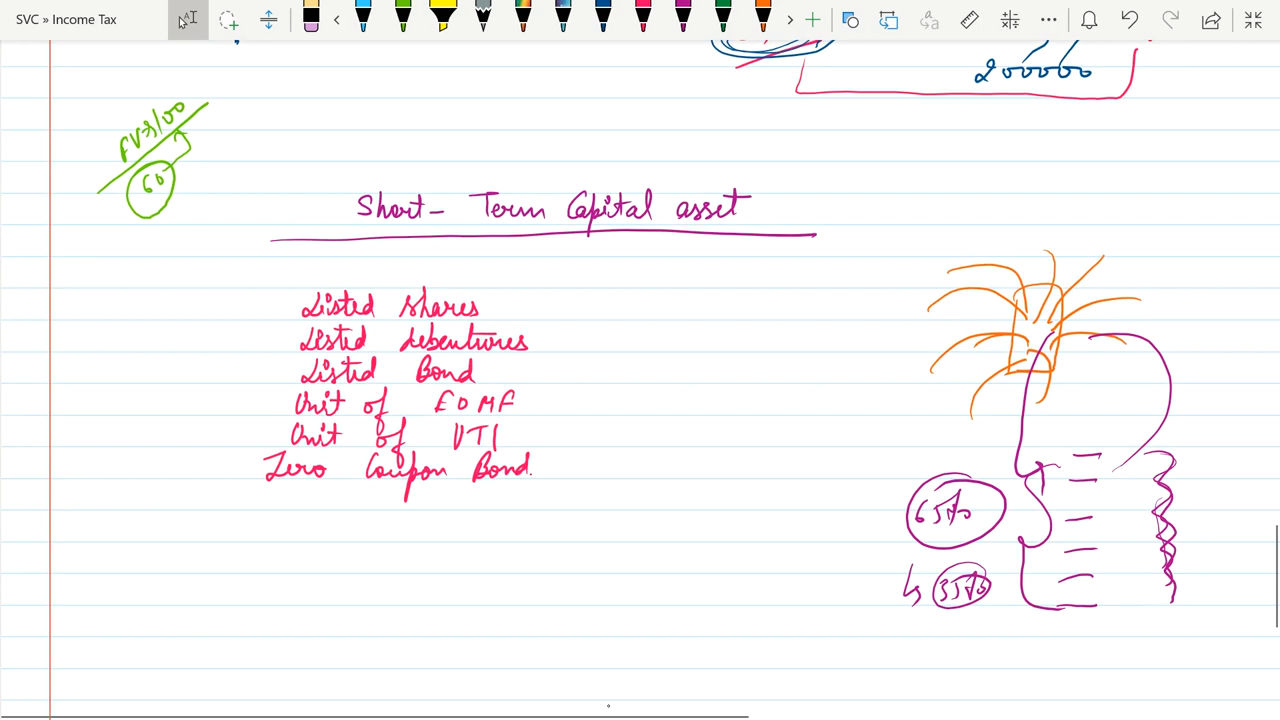 SVC » Income Tax
200000
FV→100
60
Short- Term Capital asset
Listed shares
Listed debentures
Listed Bond
Unit of EOMF
Unit of UTI
Zero Coupon Bond.
65%
↳ 35%